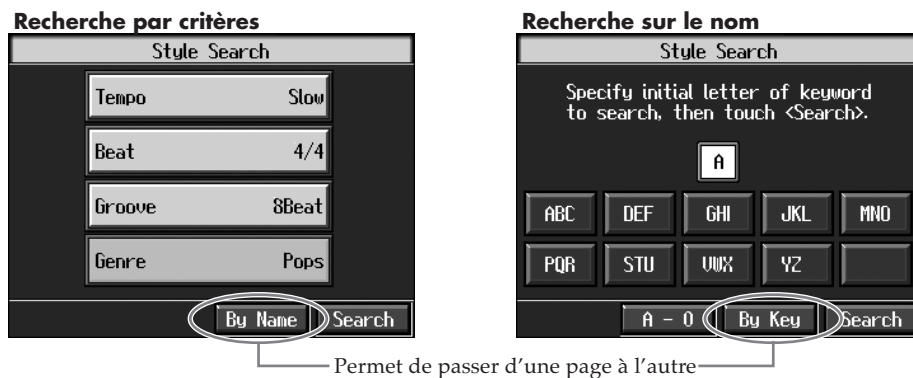 Recherche par critères
Style Search
Tempo Slow
Beat 4/4
Groove 8Beat
Genre Pops
By Name Search
Recherche sur le nom
Style Search
Specify initial letter of keyword
to search, then touch <Search>.
A
ABC DEF GHI JKL MNO
PQR STU VWX YZ
A - 0 By Key Search
Permet de passer d'une page à l'autre